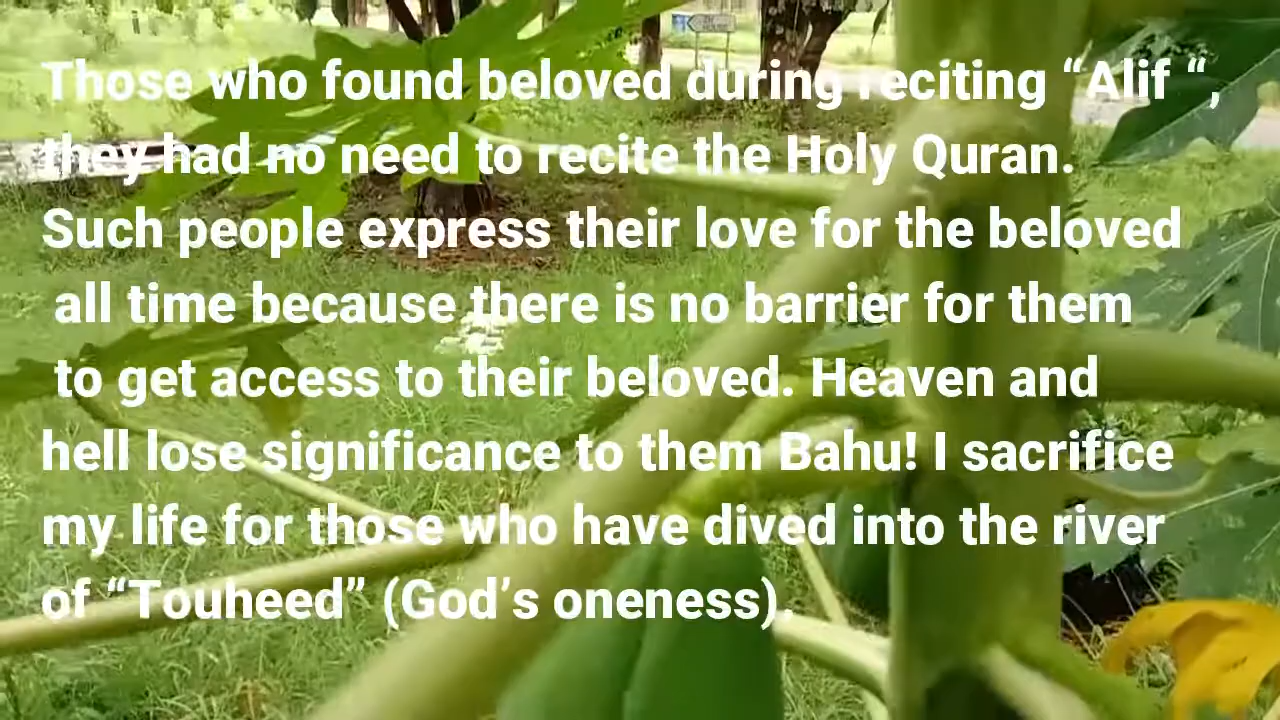 Those who found beloved during reciting “Alif “,
they had no need to recite the Holy Quran.
Such people express their love for the beloved
all time because there is no barrier for them
to get access to their beloved. Heaven and
hell lose significance to them Bahu! I sacrifice
my life for those who have dived into the river
of “Touheed” (God’s oneness).